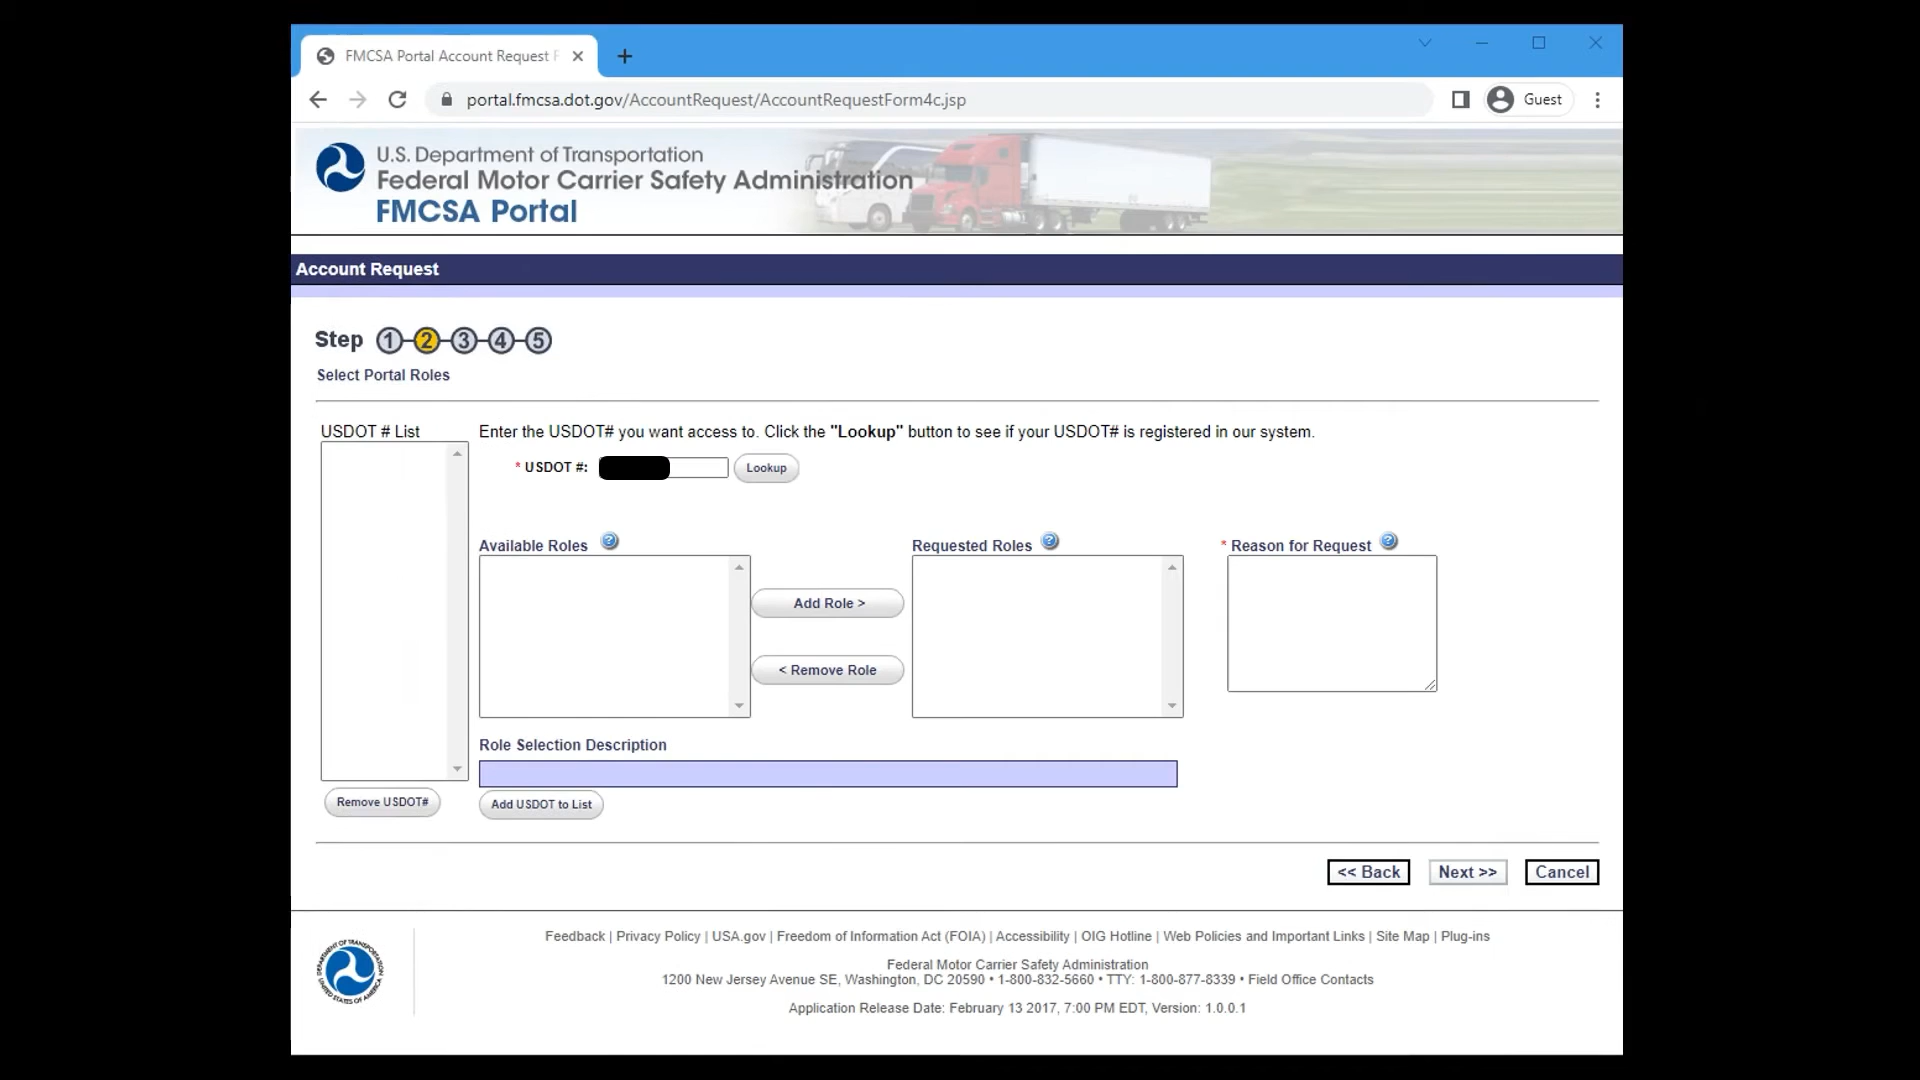 FMCSA Portal Account Request F
portal.fmcsa.dot.gov/AccountRequest/AccountRequestForm4c.jsp
Guest
U.S. Department of Transportation
Federal Motor Carrier Safety Administration
FMCSA Portal
Account Request
Step 1 2 3 4 5
Select Portal Roles
USDOT # List
Enter the USDOT# you want access to. Click the "Lookup" button to see if your USDOT# is registered in our system.
* USDOT #:
Lookup
Available Roles ?
Requested Roles ?
* Reason for Request ?
Add Role >
< Remove Role
Role Selection Description
Remove USDOT#
Add USDOT to List
<< Back
Next >>
Cancel
Feedback | Privacy Policy | USA.gov | Freedom of Information Act (FOIA) | Accessibility | OIG Hotline | Web Policies and Important Links | Site Map | Plug-ins
Federal Motor Carrier Safety Administration
1200 New Jersey Avenue SE, Washington, DC 20590 • 1-800-832-5660 • TTY: 1-800-877-8339 • Field Office Contacts
Application Release Date: February 13 2017, 7:00 PM EDT, Version: 1.0.0.1
DEPARTMENT OF TRANSPORTATION
UNITED STATES OF AMERICA